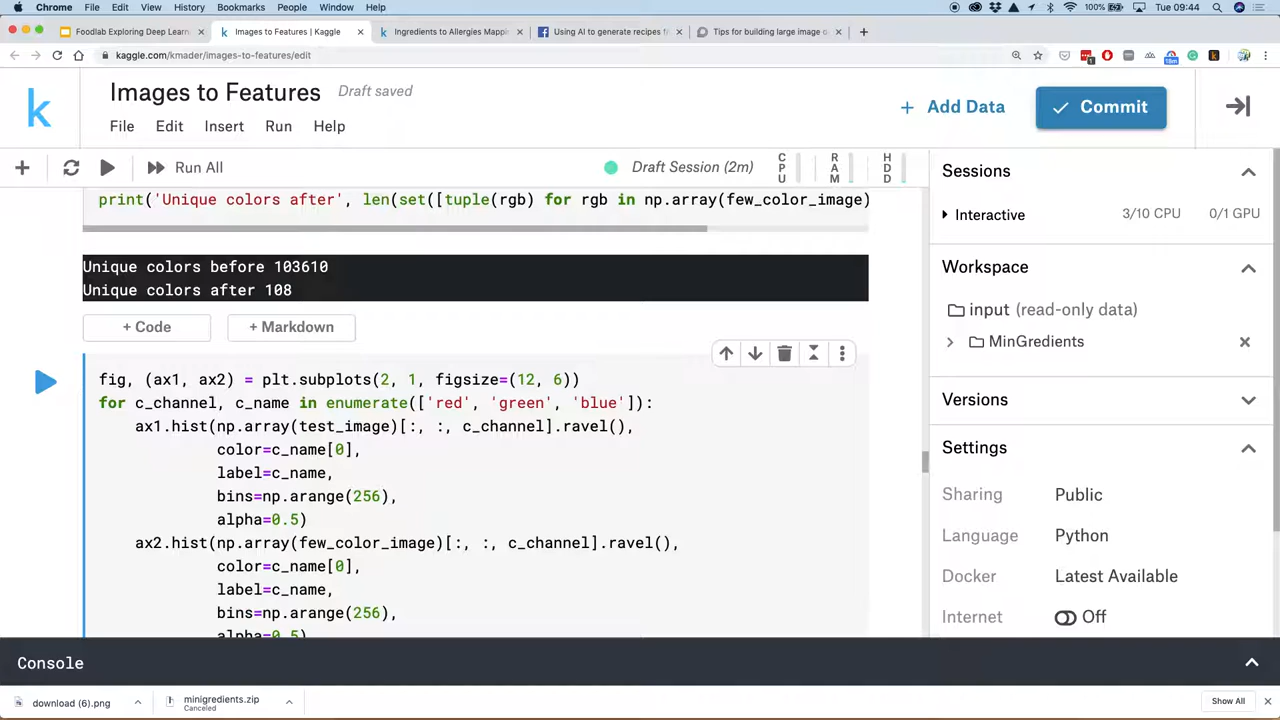 Chrome File Edit View History Bookmarks People Window Help 100% Tue 09:44
Foodlab Exploring Deep Learn Images to Features | Kaggle Ingredients to Allergies Mappi Using AI to generate recipes f Tips for building large image
kaggle.com/kmader/images-to-features/edit
Images to Features Draft saved
File Edit Insert Run Help
+ Add Data Commit
Run All Draft Session (2m) CPU RAM HDD
print('Unique colors after', len(set([tuple(rgb) for rgb in np.array(few_color_image)
Unique colors before 103610
Unique colors after 108
+ Code + Markdown
fig, (ax1, ax2) = plt.subplots(2, 1, figsize=(12, 6))
for c_channel, c_name in enumerate(['red', 'green', 'blue']):
ax1.hist(np.array(test_image)[:, :, c_channel].ravel(),
color=c_name[0],
label=c_name,
bins=np.arange(256),
alpha=0.5)
ax2.hist(np.array(few_color_image)[:, :, c_channel].ravel(),
color=c_name[0],
label=c_name,
bins=np.arange(256),
alpha=0.5)
Sessions
Interactive 3/10 CPU 0/1 GPU
Workspace
input (read-only data)
MinGredients
Versions
Settings
Sharing Public
Language Python
Docker Latest Available
Internet Off
Console
download (6).png
minigredients.zip
Canceled
Show All